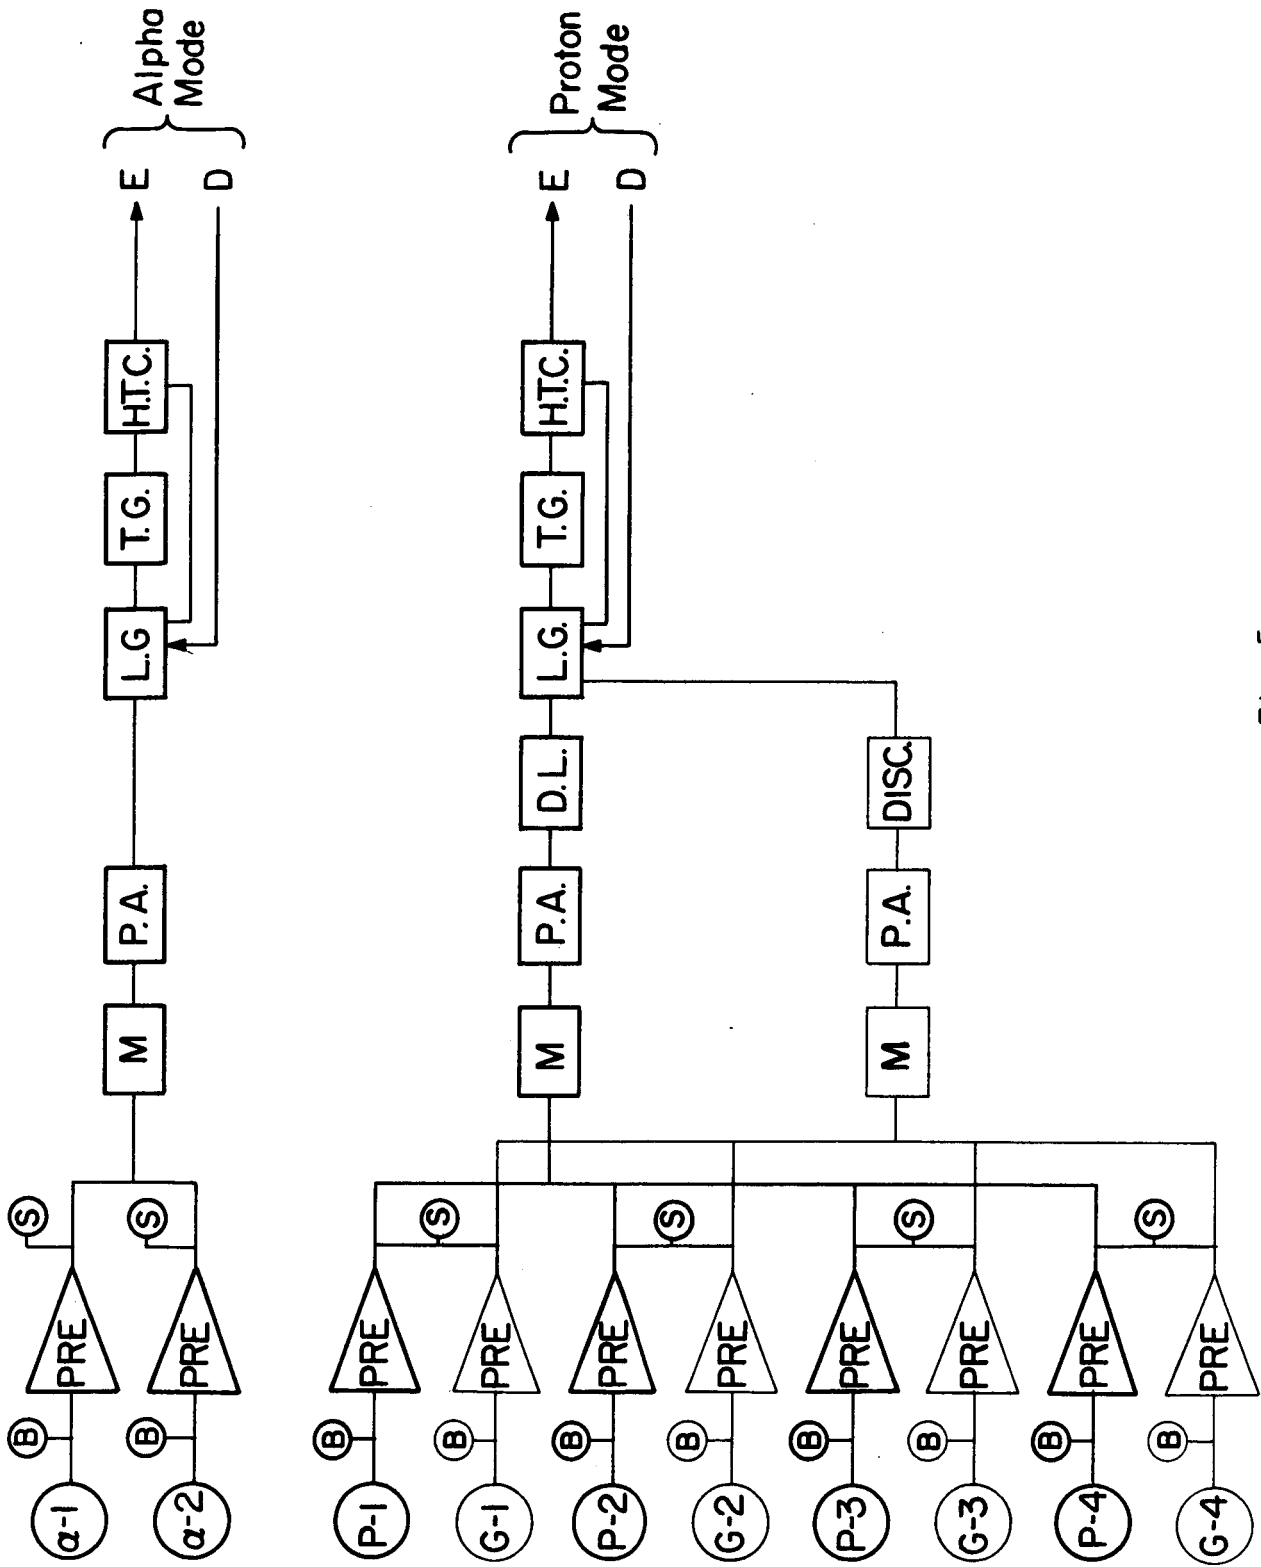 B S
α-1 PRE
M P.A. L.G T.G. H.T.C. E
Alpha
Mode
B S
α-2 PRE
D
B
P-1 PRE
S
B
G-1 PRE
M P.A. D.L. L.G. T.G. H.T.C. E
Proton
Mode
B
P-2 PRE
D
S
B
G-2 PRE
B
P-3 PRE
M P.A. DISC.
S
B
G-3 PRE
B
P-4 PRE
S
B
G-4 PRE